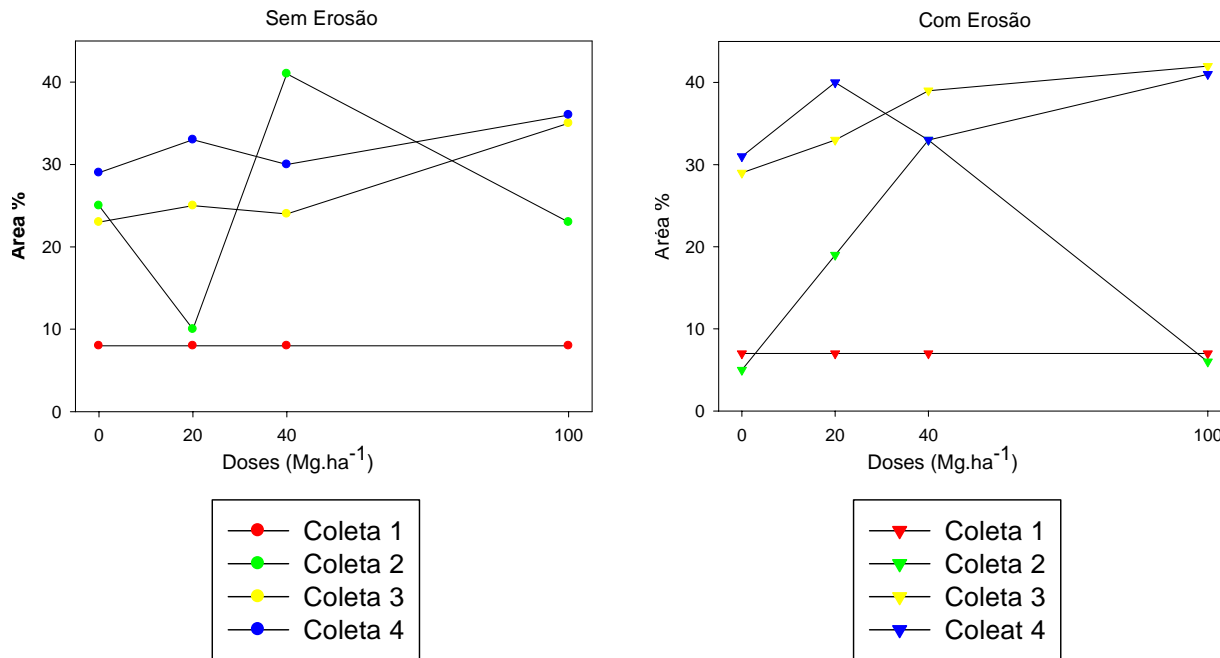 Sem Erosão
Area %
40
30
20
10
0
0 20 40 100
Doses (Mg.ha⁻¹)
Coleta 1
Coleta 2
Coleta 3
Coleta 4
Com Erosão
Aréa %
40
30
20
10
0
0 20 40 100
Doses (Mg.ha⁻¹)
Coleta 1
Coleta 2
Coleta 3
Coleat 4